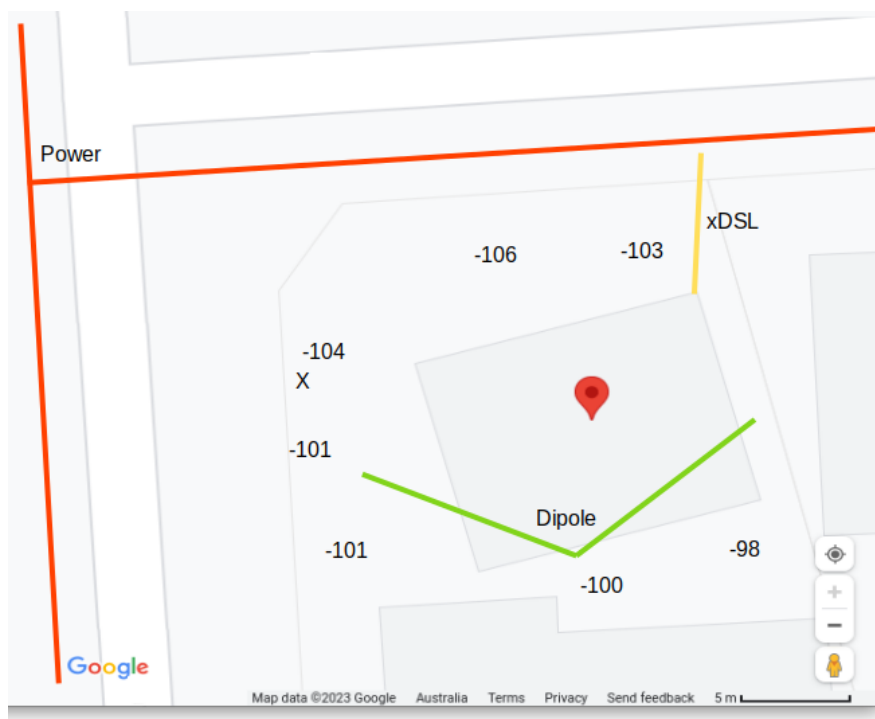 Power
xDSL
-106
-103
-104
X
-101
Dipole
-101
-98
-100
Google
Map data ©2023 Google Australia Terms Privacy Send feedback 5 m